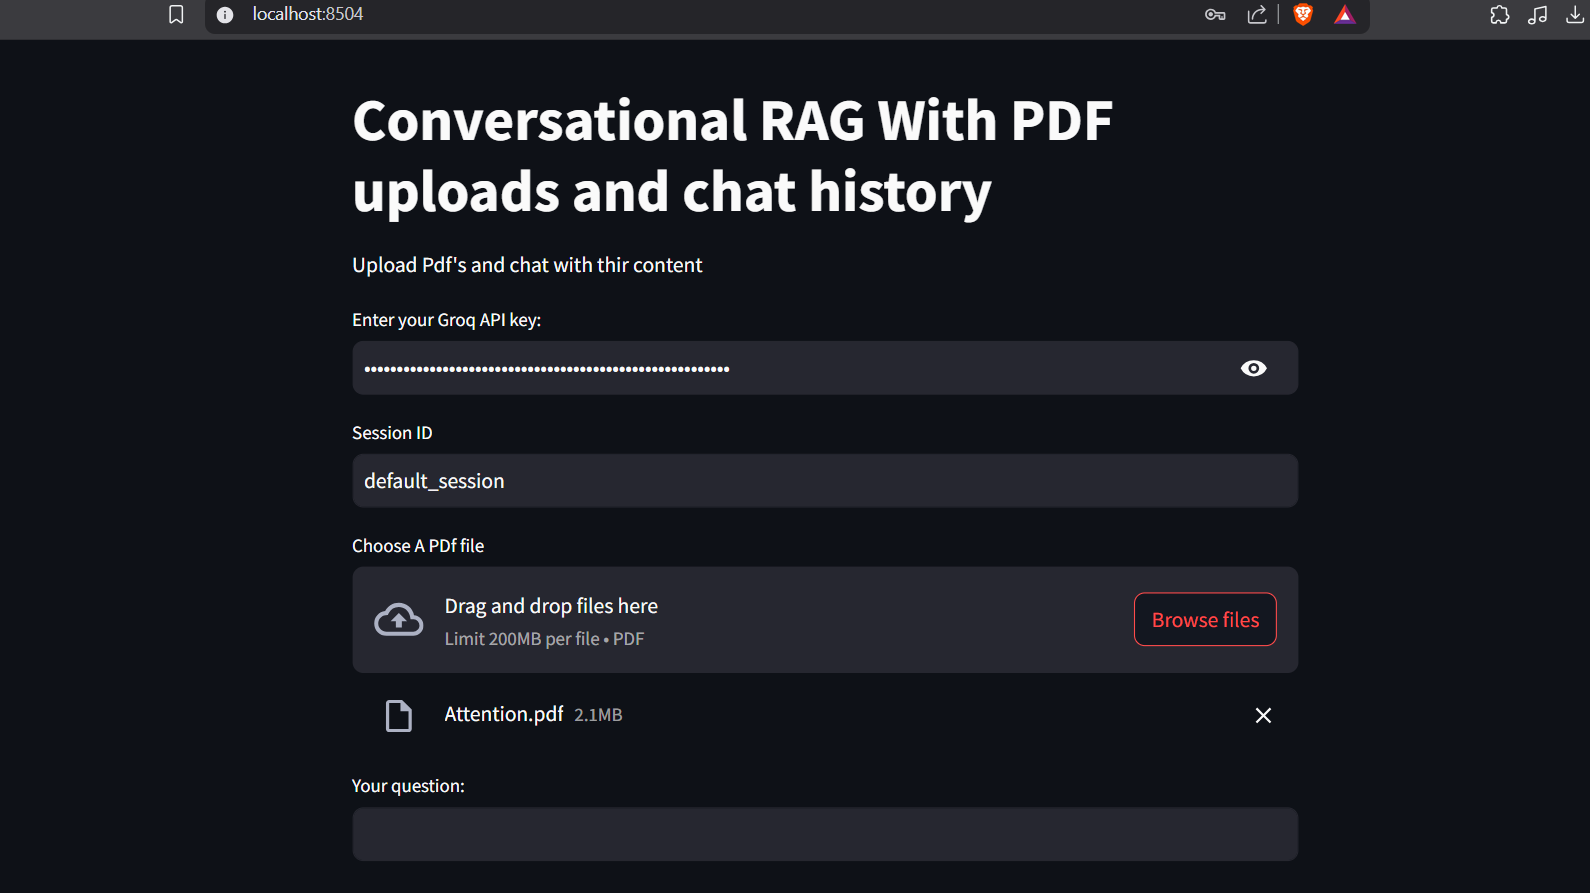 localhost:8504
Conversational RAG With PDF
uploads and chat history
Upload Pdf's and chat with thir content
Enter your Groq API key:
••••••••••••••••••••••••••••••••••••••••••••••••••••••••
Session ID
default_session
Choose A PDf file
Drag and drop files here
Limit 200MB per file • PDF
Browse files
Attention.pdf 2.1MB
Your question: